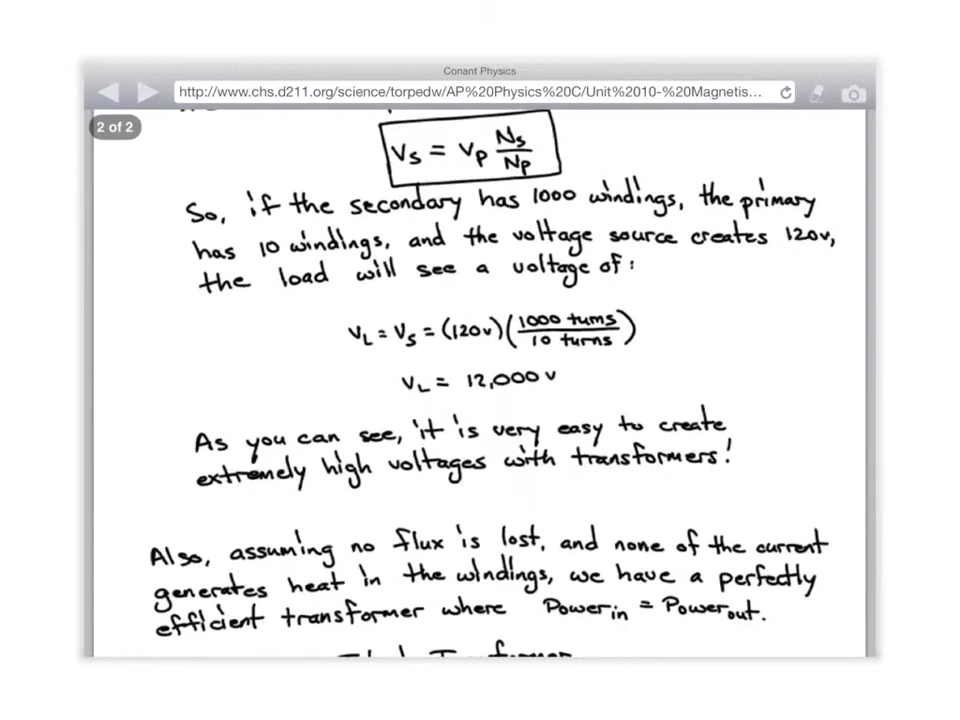 Conant Physics
http://www.chs.d211.org/science/torpedw/AP%20Physics%20C/Unit%2010-%20Magnetis...
2 of 2
Vs = Vp Ns/Np
So, if the secondary has 1000 windings, the primary
has 10 windings, and the voltage source creates 120v,
the load will see a voltage of:
VL = Vs = (120v)(1000 turns/10 turns)
VL = 12,000 v
As you can see, it is very easy to create
extremely high voltages with transformers!
Also, assuming no flux is lost, and none of the current
generates heat in the windings, we have a perfectly
efficient transformer where Power in = Power out.